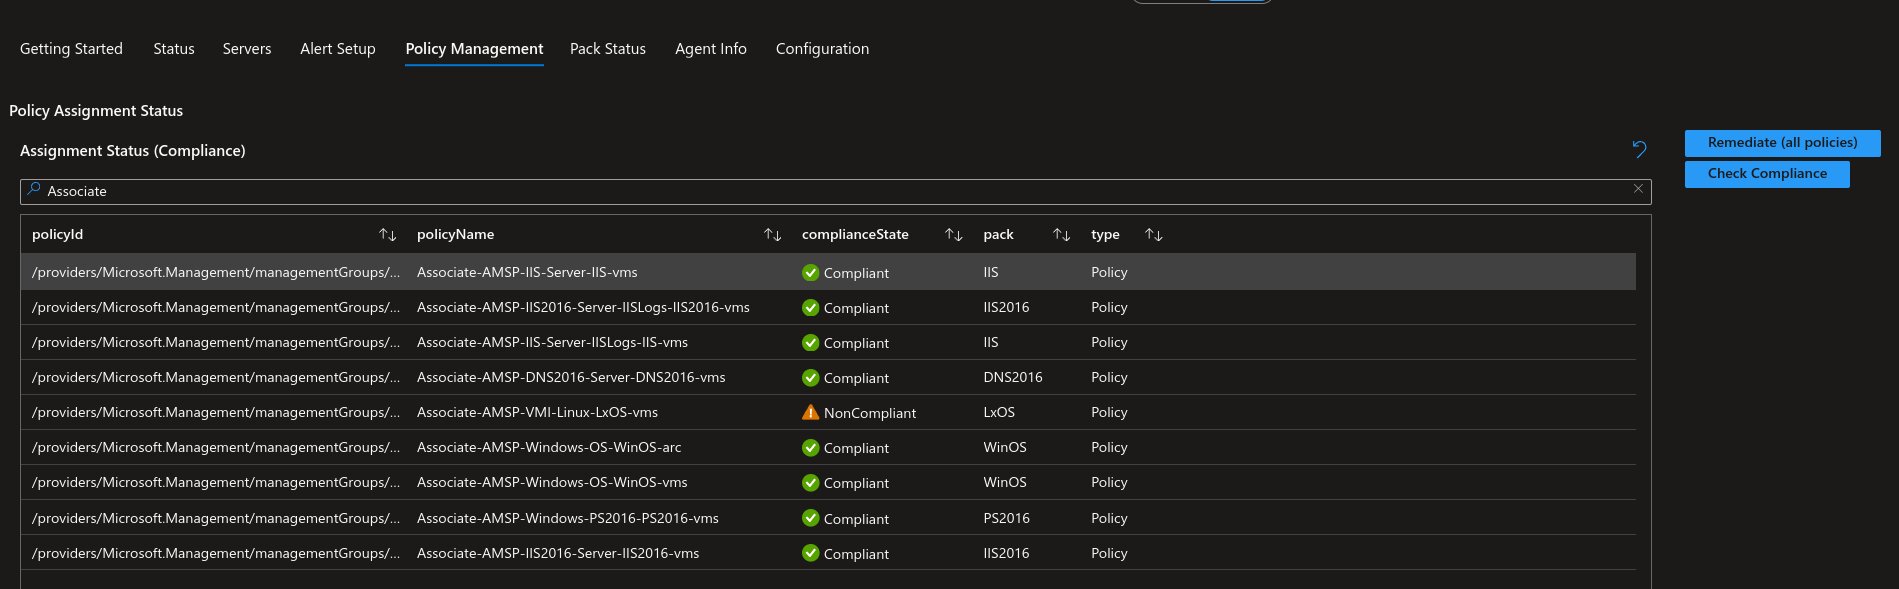 Getting Started Status Servers Alert Setup Policy Management Pack Status Agent Info Configuration
Policy Assignment Status
Assignment Status (Compliance)
Remediate (all policies)
Check Compliance
Associate
policyId policyName complianceState pack type
/providers/Microsoft.Management/managementGroups/... Associate-AMSP-IIS-Server-IIS-vms Compliant IIS Policy
/providers/Microsoft.Management/managementGroups/... Associate-AMSP-IIS2016-Server-IISLogs-IIS2016-vms Compliant IIS2016 Policy
/providers/Microsoft.Management/managementGroups/... Associate-AMSP-IIS-Server-IISLogs-IIS-vms Compliant IIS Policy
/providers/Microsoft.Management/managementGroups/... Associate-AMSP-DNS2016-Server-DNS2016-vms Compliant DNS2016 Policy
/providers/Microsoft.Management/managementGroups/... Associate-AMSP-VMI-Linux-LxOS-vms NonCompliant LxOS Policy
/providers/Microsoft.Management/managementGroups/... Associate-AMSP-Windows-OS-WinOS-arc Compliant WinOS Policy
/providers/Microsoft.Management/managementGroups/... Associate-AMSP-Windows-OS-WinOS-vms Compliant WinOS Policy
/providers/Microsoft.Management/managementGroups/... Associate-AMSP-Windows-PS2016-PS2016-vms Compliant PS2016 Policy
/providers/Microsoft.Management/managementGroups/... Associate-AMSP-IIS2016-Server-IIS2016-vms Compliant IIS2016 Policy